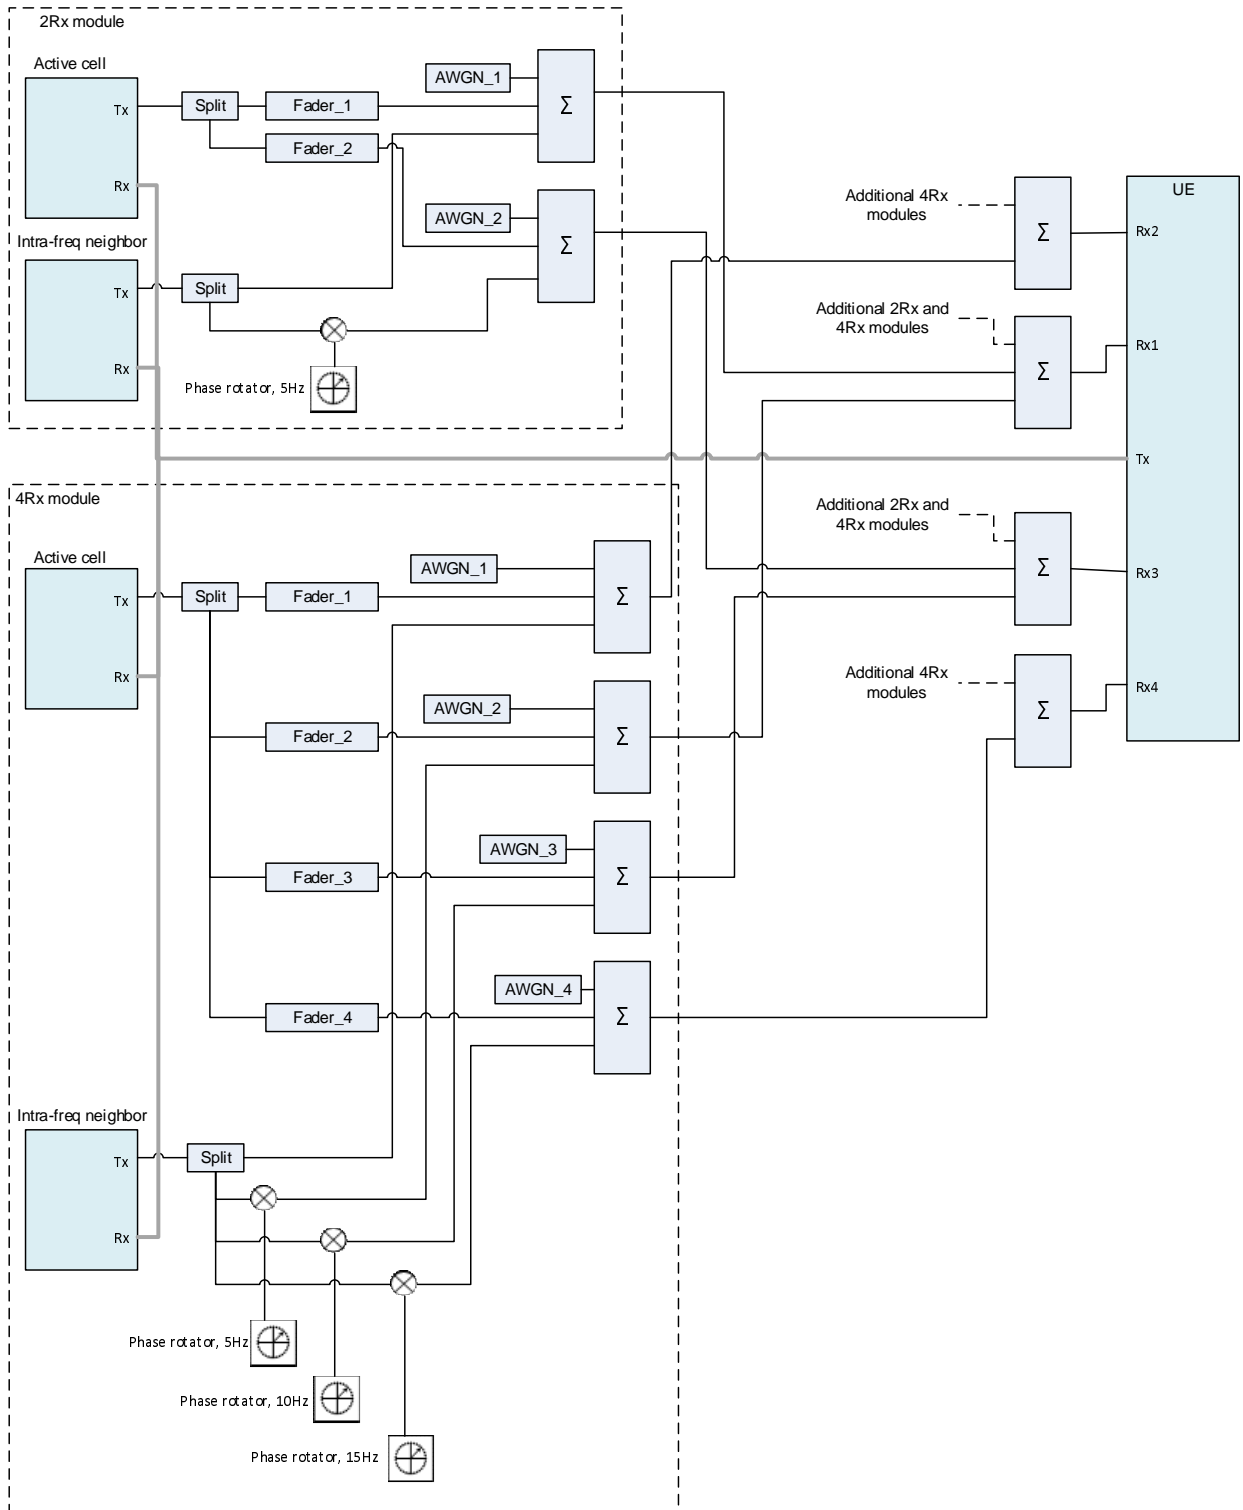 2Rx module
Active cell
Tx
Rx
Split
Fader_1
Fader_2
AWGN_1
Σ
AWGN_2
Σ
Intra-freq neighbor
Tx
Rx
Split
Phase rotator, 5Hz
4Rx module
Active cell
Tx
Rx
Split
Fader_1
AWGN_1
Σ
Fader_2
AWGN_2
Σ
Fader_3
AWGN_3
Σ
Fader_4
AWGN_4
Σ
Intra-freq neighbor
Tx
Rx
Split
Phase rotator, 5Hz
Phase rotator, 10Hz
Phase rotator, 15Hz
Additional 4Rx
modules
Σ
Additional 2Rx and
4Rx modules
Σ
Additional 2Rx and
4Rx modules
Σ
Additional 4Rx
modules
Σ
UE
Rx2
Rx1
Tx
Rx3
Rx4